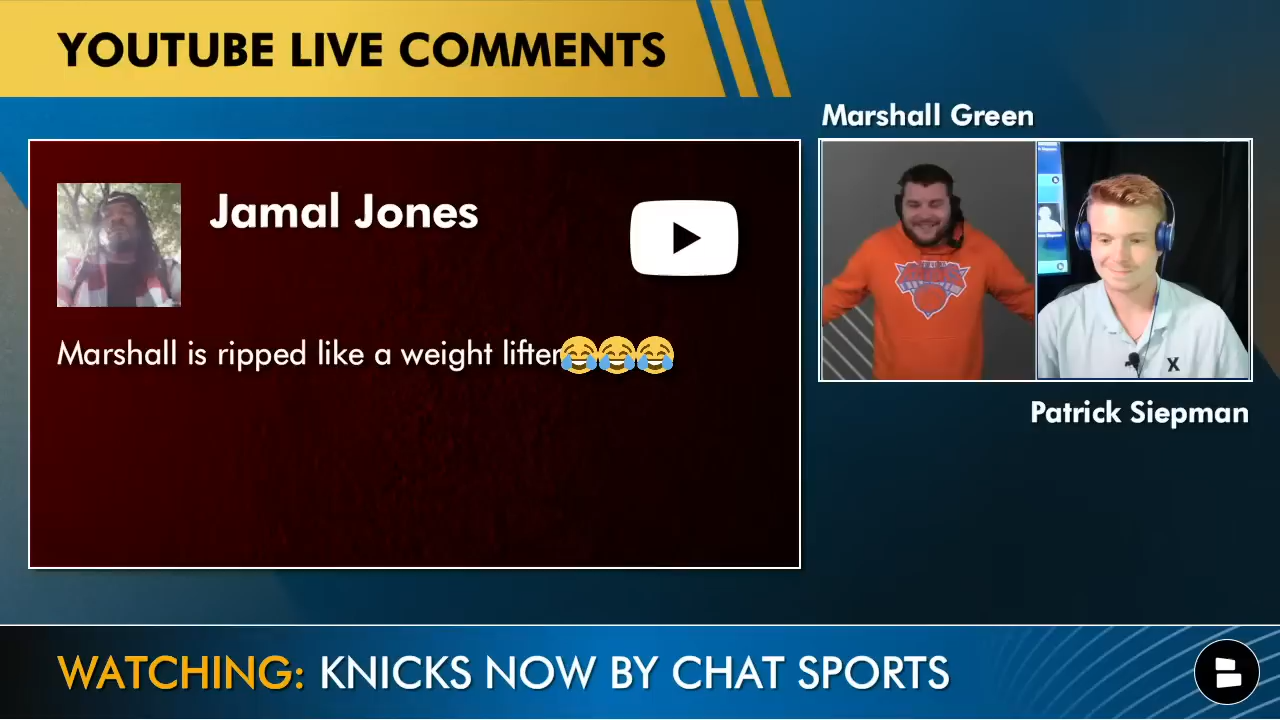 YOUTUBE LIVE COMMENTS
Marshall Green
Jamal Jones
Marshall is ripped like a weight lifter😂😂😂
X
Patrick Siepman
WATCHING: KNICKS NOW BY CHAT SPORTS